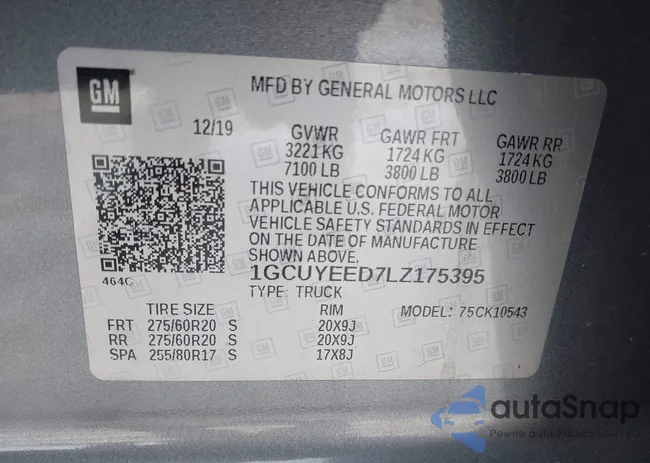 GM
MFD BY GENERAL MOTORS LLC
12/19
GVWR GAWR FRT GAWR RR
3221 KG 1724 KG 1724 KG
7100 LB 3800 LB 3800 LB
THIS VEHICLE CONFORMS TO ALL
APPLICABLE U.S. FEDERAL MOTOR
VEHICLE SAFETY STANDARDS IN EFFECT
ON THE DATE OF MANUFACTURE
SHOWN ABOVE.
464C
1GCUYEED7LZ175395
TYPE: TRUCK
TIRE SIZE RIM MODEL: 75CK10543
FRT 275/60R20 S 20X9J
RR 275/60R20 S 20X9J
SPA 255/80R17 S 17X8J
autaSnap
Pewne auta z